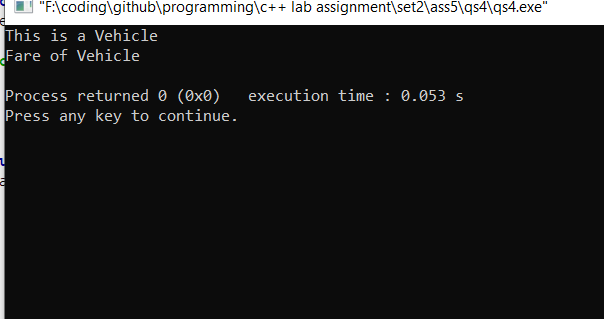 "F:\coding\github\programming\c++ lab assignment\set2\ass5\qs4\qs4.exe"
This is a Vehicle
Fare of Vehicle
Process returned 0 (0x0)   execution time : 0.053 s
Press any key to continue.